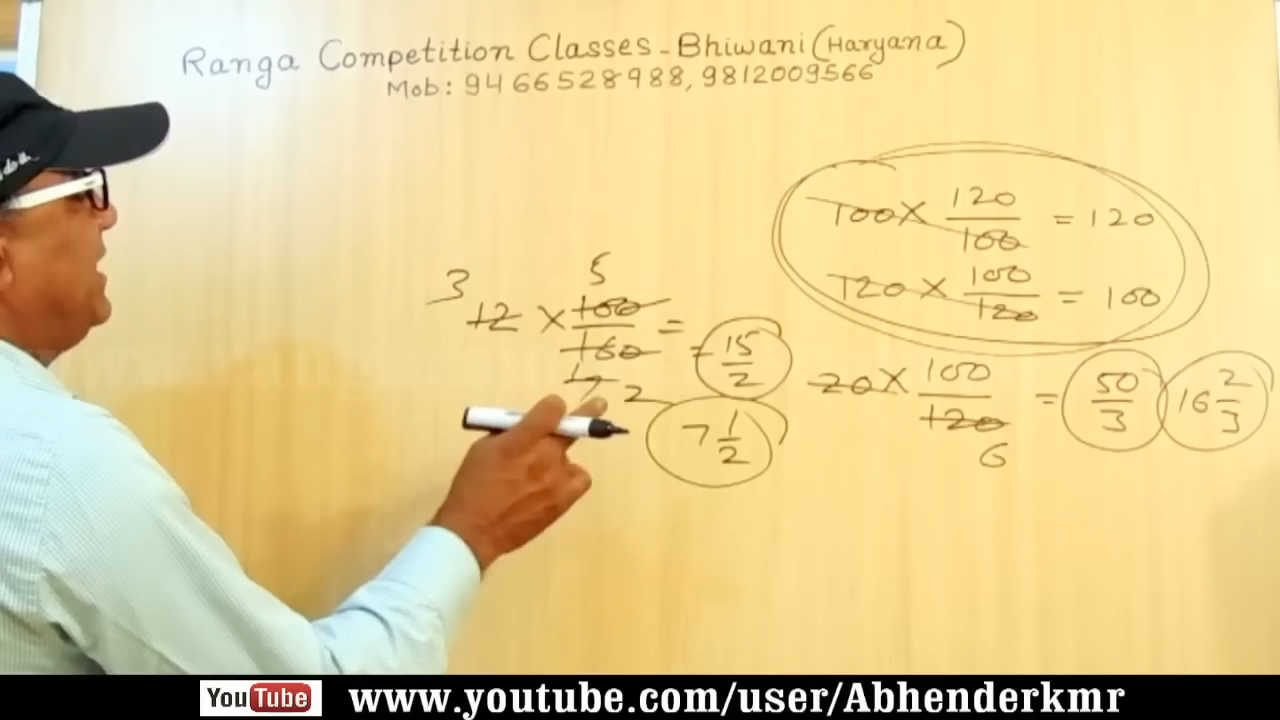 Ranga Competition Classes - Bhiwani (Haryana)
Mob: 9466528988, 9812009566
100 × 120/100 = 120
120 × 100/120 = 100
3 5
12 × 100/160 = = 15/2
2
7 1/2
20 × 100/120 = 50/3 16 2/3
6
YouTube www.youtube.com/user/Abhenderkmr